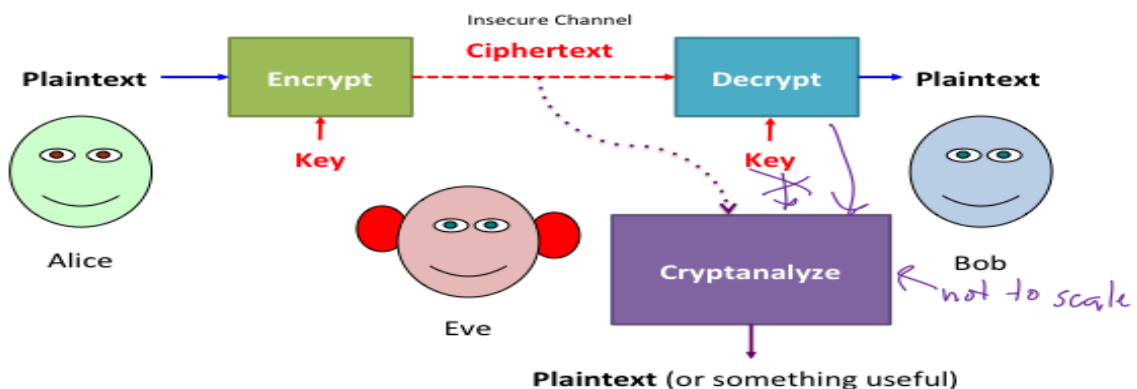 Insecure Channel
Plaintext
Encrypt
Ciphertext
Decrypt
Plaintext
Key
Key
Alice
Eve
Cryptanalyze
Bob
not to scale
Plaintext (or something useful)